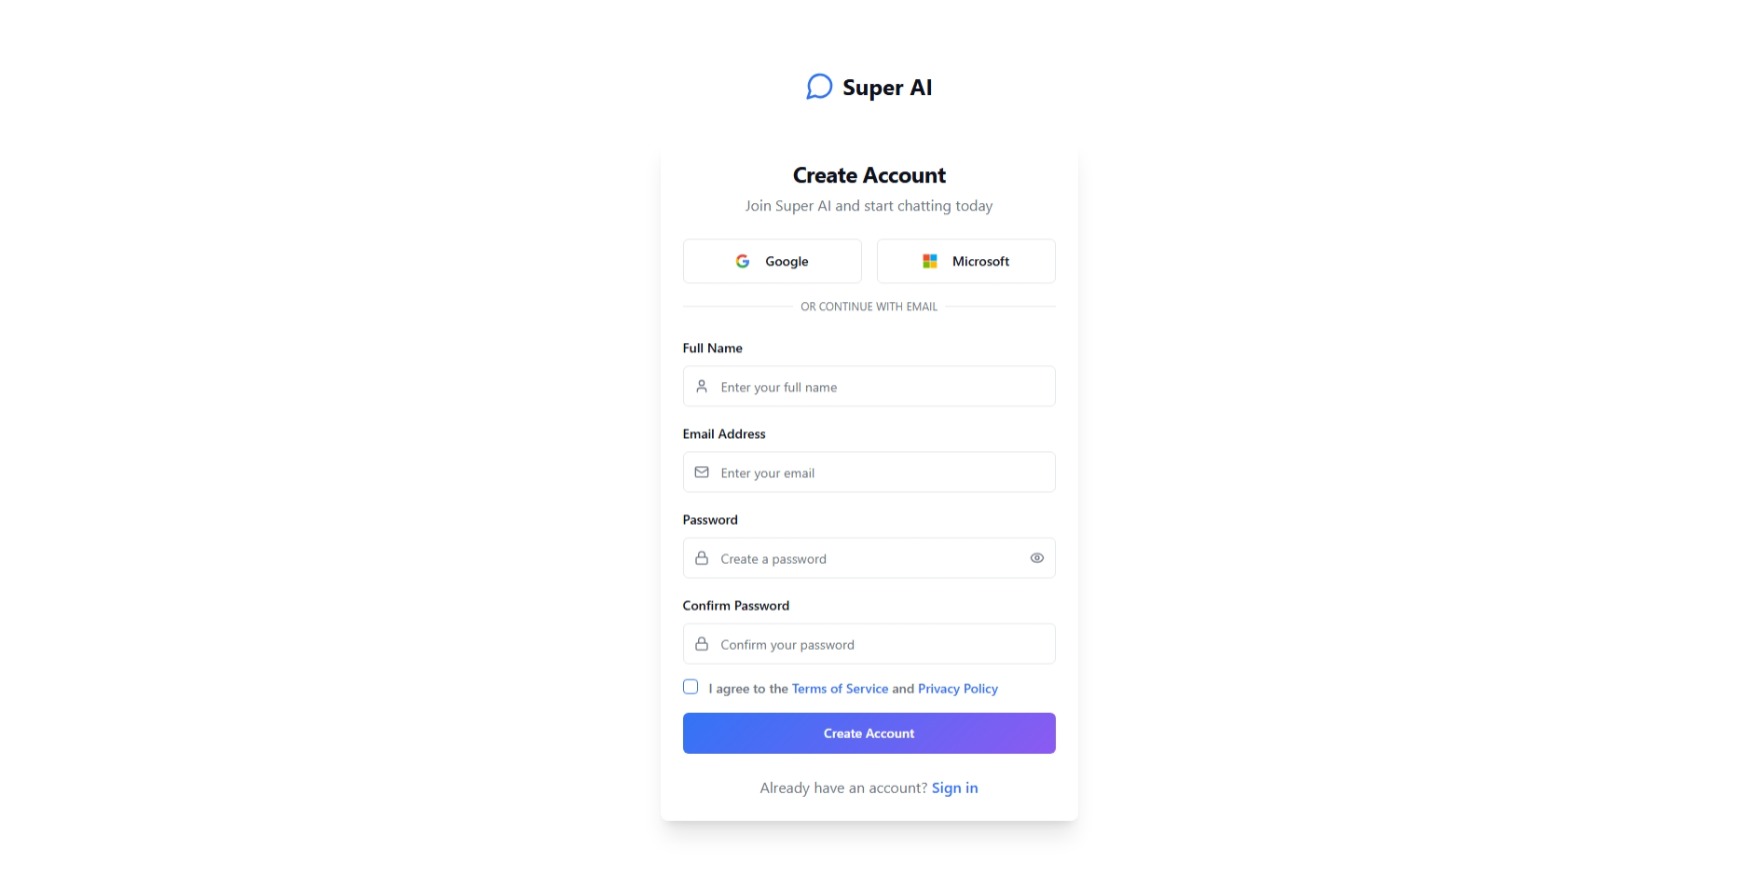 Super AI
Create Account
Join Super AI and start chatting today
Google
Microsoft
OR CONTINUE WITH EMAIL
Full Name
Enter your full name
Email Address
Enter your email
Password
Create a password
Confirm Password
Confirm your password
I agree to the Terms of Service and Privacy Policy
Create Account
Already have an account? Sign in